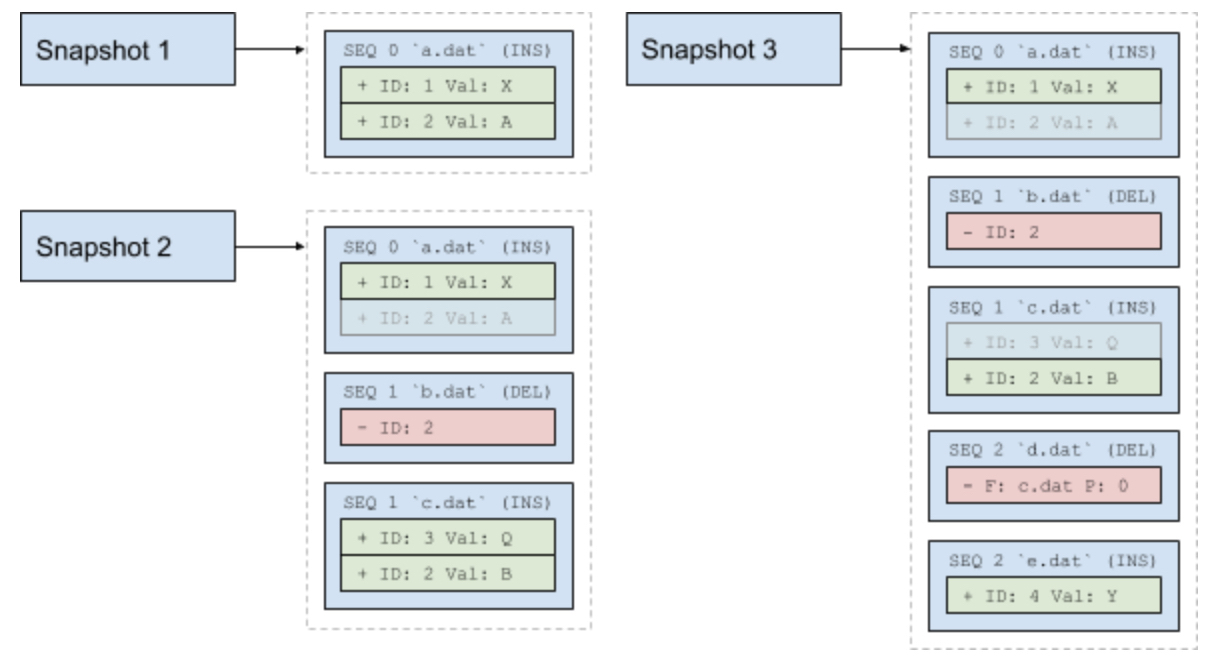 Snapshot 1
SEQ 0 `a.dat` (INS)
+ ID: 1 Val: X
+ ID: 2 Val: A
Snapshot 2
SEQ 0 `a.dat` (INS)
+ ID: 1 Val: X
+ ID: 2 Val: A
SEQ 1 `b.dat` (DEL)
- ID: 2
SEQ 1 `c.dat` (INS)
+ ID: 3 Val: Q
+ ID: 2 Val: B
Snapshot 3
SEQ 0 `a.dat` (INS)
+ ID: 1 Val: X
+ ID: 2 Val: A
SEQ 1 `b.dat` (DEL)
- ID: 2
SEQ 1 `c.dat` (INS)
+ ID: 3 Val: Q
+ ID: 2 Val: B
SEQ 2 `d.dat` (DEL)
- F: c.dat P: 0
SEQ 2 `e.dat` (INS)
+ ID: 4 Val: Y